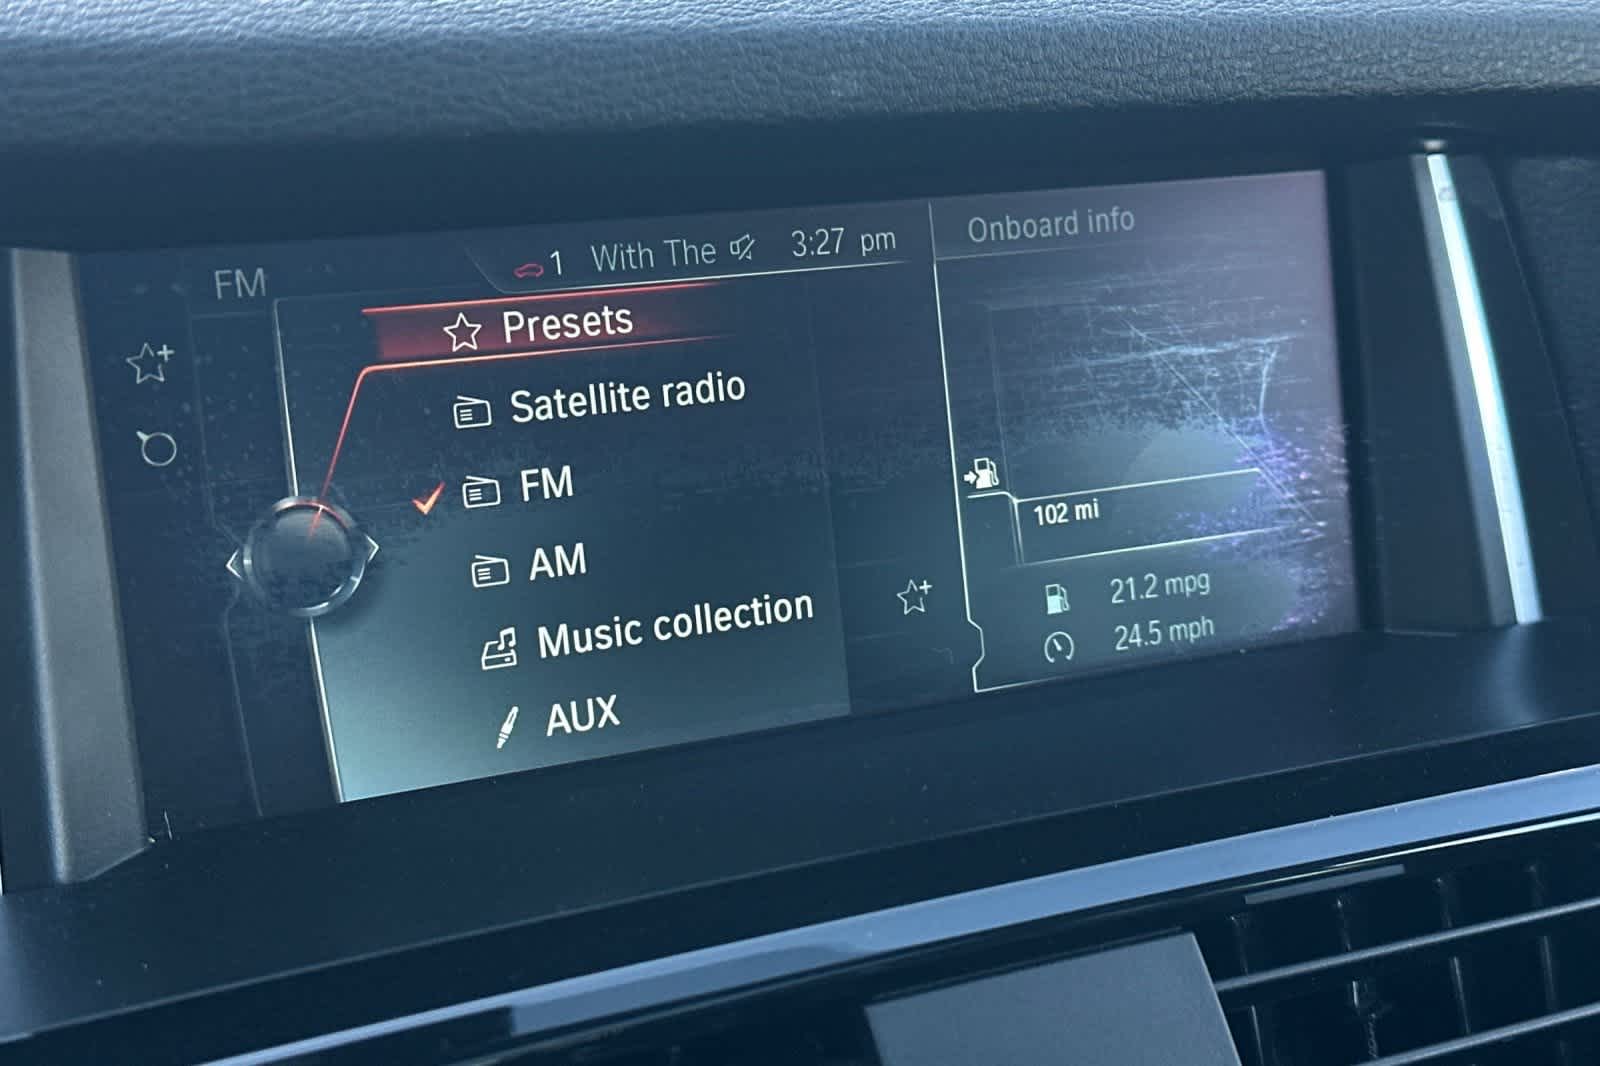 FM
1 With The 3:27 pm
Presets
Satellite radio
FM
AM
Music collection
AUX
Onboard info
102 mi
21.2 mpg
24.5 mph